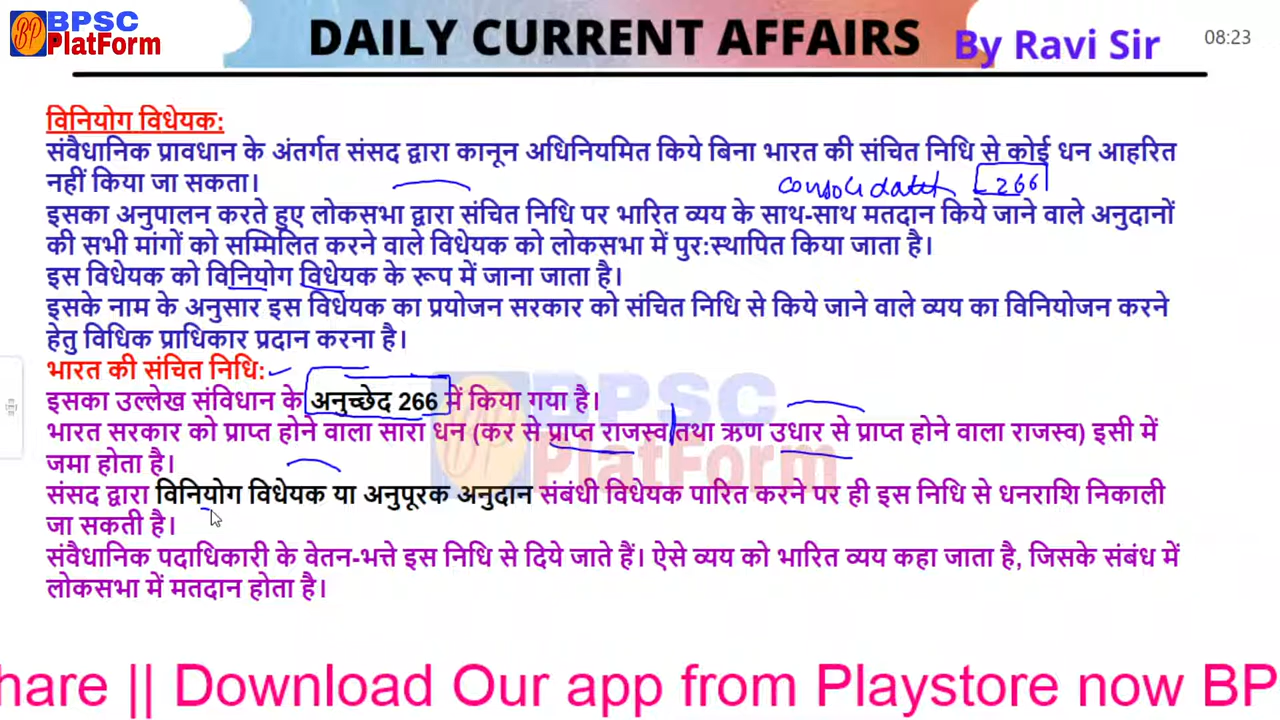 BPSC
PlatForm
DAILY CURRENT AFFAIRS By Ravi Sir
08:23
विनियोग विधेयक:
संवैधानिक प्रावधान के अंतर्गत संसद द्वारा कानून अधिनियमित किये बिना भारत की संचित निधि से कोई धन आहरित
नहीं किया जा सकता।
consolidated - 266
इसका अनुपालन करते हुए लोकसभा द्वारा संचित निधि पर भारित व्यय के साथ-साथ मतदान किये जाने वाले अनुदानों
की सभी मांगों को सम्मिलित करने वाले विधेयक को लोकसभा में पुर:स्थापित किया जाता है।
इस विधेयक को विनियोग विधेयक के रूप में जाना जाता है।
इसके नाम के अनुसार इस विधेयक का प्रयोजन सरकार को संचित निधि से किये जाने वाले व्यय का विनियोजन करने
हेतु विधिक प्राधिकार प्रदान करना है।
भारत की संचित निधि:
इसका उल्लेख संविधान के अनुच्छेद 266 में किया गया है।
भारत सरकार को प्राप्त होने वाला सारा धन (कर से प्राप्त राजस्व तथा ऋण उधार से प्राप्त होने वाला राजस्व) इसी में
जमा होता है।
संसद द्वारा विनियोग विधेयक या अनुपूरक अनुदान संबंधी विधेयक पारित करने पर ही इस निधि से धनराशि निकाली
जा सकती है।
संवैधानिक पदाधिकारी के वेतन-भत्ते इस निधि से दिये जाते हैं। ऐसे व्यय को भारित व्यय कहा जाता है, जिसके संबंध में
लोकसभा में मतदान होता है।
BPSC
PlatForm
hare || Download Our app from Playstore now BP